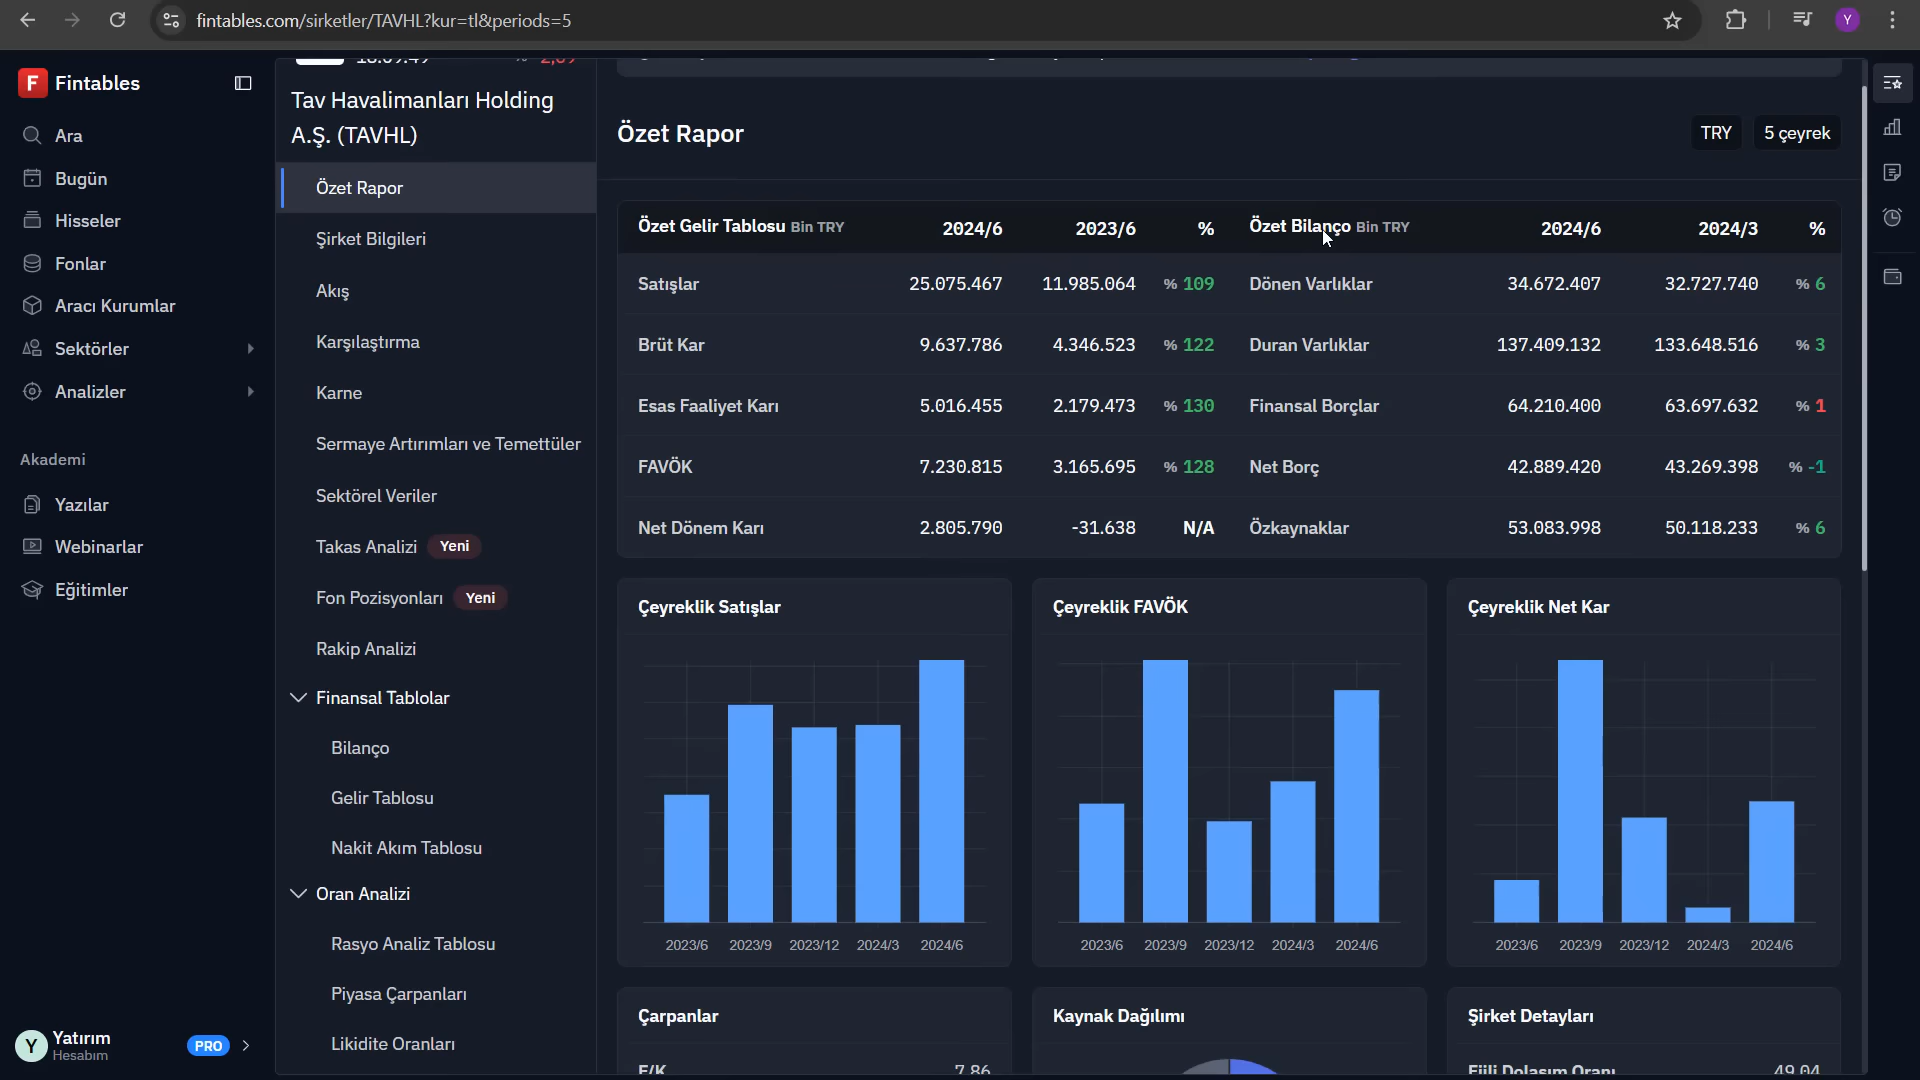 fintables.com/sirketler/TAVHL?kur=tl&periods=5
Y
F Fintables
Ara
Bugün
Hisseler
Fonlar
Aracı Kurumlar
Sektörler
Analizler
Akademi
Yazılar
Webinarlar
Eğitimler
Y Yatırım
Hesabım
PRO
Tav Havalimanları Holding
A.Ş. (TAVHL)
Özet Rapor
Şirket Bilgileri
Akış
Karşılaştırma
Karne
Sermaye Artırımları ve Temettüler
Sektörel Veriler
Takas Analizi Yeni
Fon Pozisyonları Yeni
Rakip Analizi
Finansal Tablolar
Bilanço
Gelir Tablosu
Nakit Akım Tablosu
Oran Analizi
Rasyo Analiz Tablosu
Piyasa Çarpanları
Likidite Oranları
Özet Rapor TRY 5 çeyrek
Özet Gelir Tablosu Bin TRY 2024/6 2023/6 %
Satışlar 25.075.467 11.985.064 % 109
Brüt Kar 9.637.786 4.346.523 % 122
Esas Faaliyet Karı 5.016.455 2.179.473 % 130
FAVÖK 7.230.815 3.165.695 % 128
Net Dönem Karı 2.805.790 -31.638 N/A
Özet Bilanço Bin TRY 2024/6 2024/3 %
Dönen Varlıklar 34.672.407 32.727.740 % 6
Duran Varlıklar 137.409.132 133.648.516 % 3
Finansal Borçlar 64.210.400 63.697.632 % 1
Net Borç 42.889.420 43.269.398 % -1
Özkaynaklar 53.083.998 50.118.233 % 6
Çeyreklik Satışlar
2023/6 2023/9 2023/12 2024/3 2024/6
Çeyreklik FAVÖK
2023/6 2023/9 2023/12 2024/3 2024/6
Çeyreklik Net Kar
2023/6 2023/9 2023/12 2024/3 2024/6
Çarpanlar
F/K 7,86
Kaynak Dağılımı
Şirket Detayları
Fiili Dolaşım Oranı 49,04